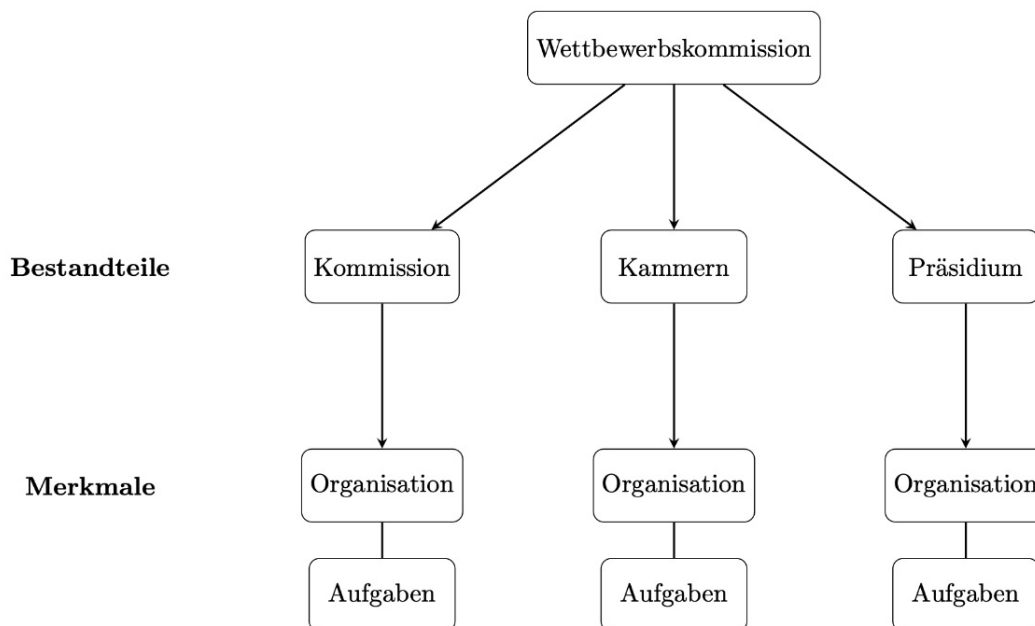 Wettbewerbskommission
Bestandteile Kommission Kammern Präsidium
Merkmale Organisation Organisation Organisation
Aufgaben Aufgaben Aufgaben